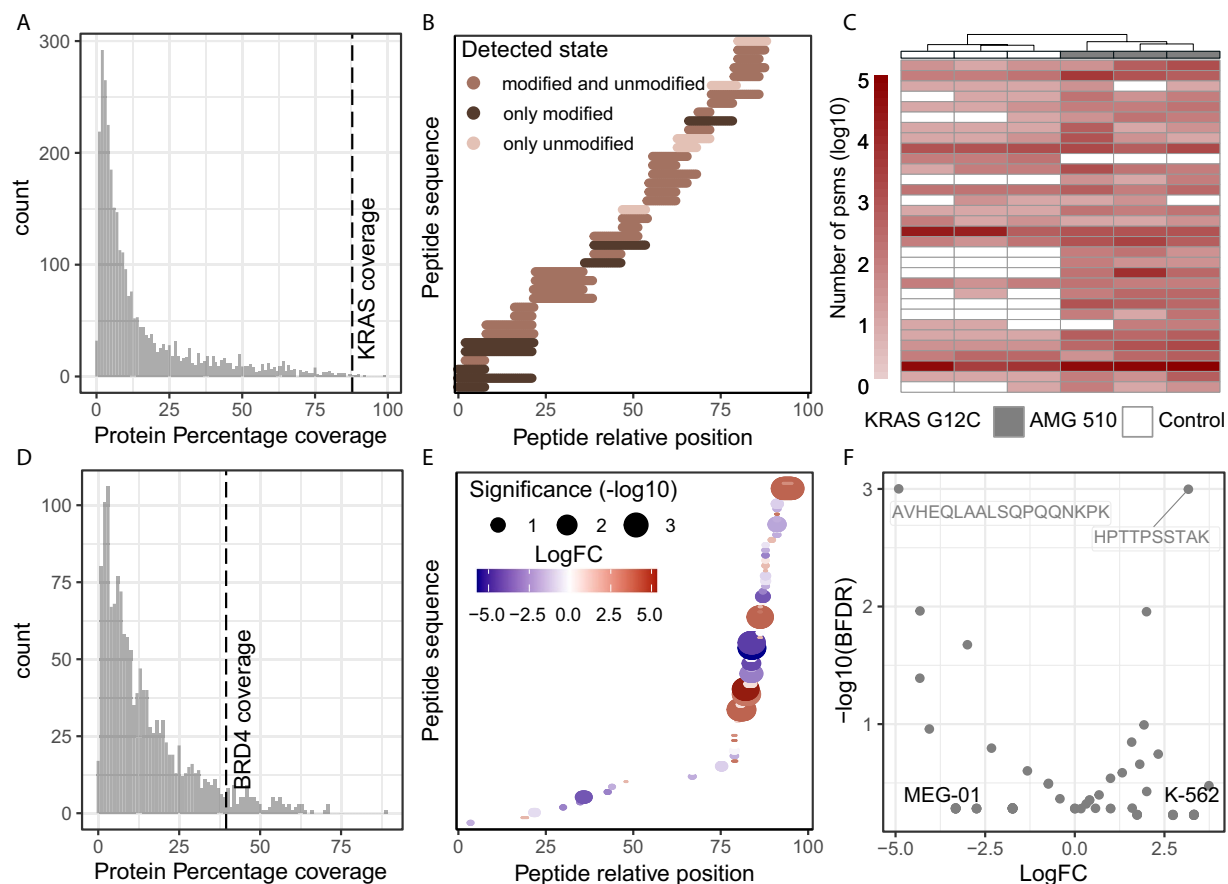 A
300
200
100
0
count
KRAS coverage
0
25
50
75
100
Protein Percentage coverage
B
Detected state
modified and unmodified
only modified
only unmodified
Peptide sequence
0
25
50
75
100
Peptide relative position
C
5
4
3
2
1
0
Number of psms (log10)
KRAS G12C
AMG 510
Control
D
100
75
50
25
0
count
BRD4 coverage
0
25
50
75
100
Protein Percentage coverage
E
Significance (-log10)
1
2
3
LogFC
−5.0
−2.5
0.0
2.5
5.0
Peptide sequence
0
25
50
75
100
Peptide relative position
F
3
2
1
−log10(BFDR)
AVHEQLAALSQPQQNKPK
HPTTPSSTAK
MEG-01
K-562
−5.0
−2.5
0.0
2.5
LogFC